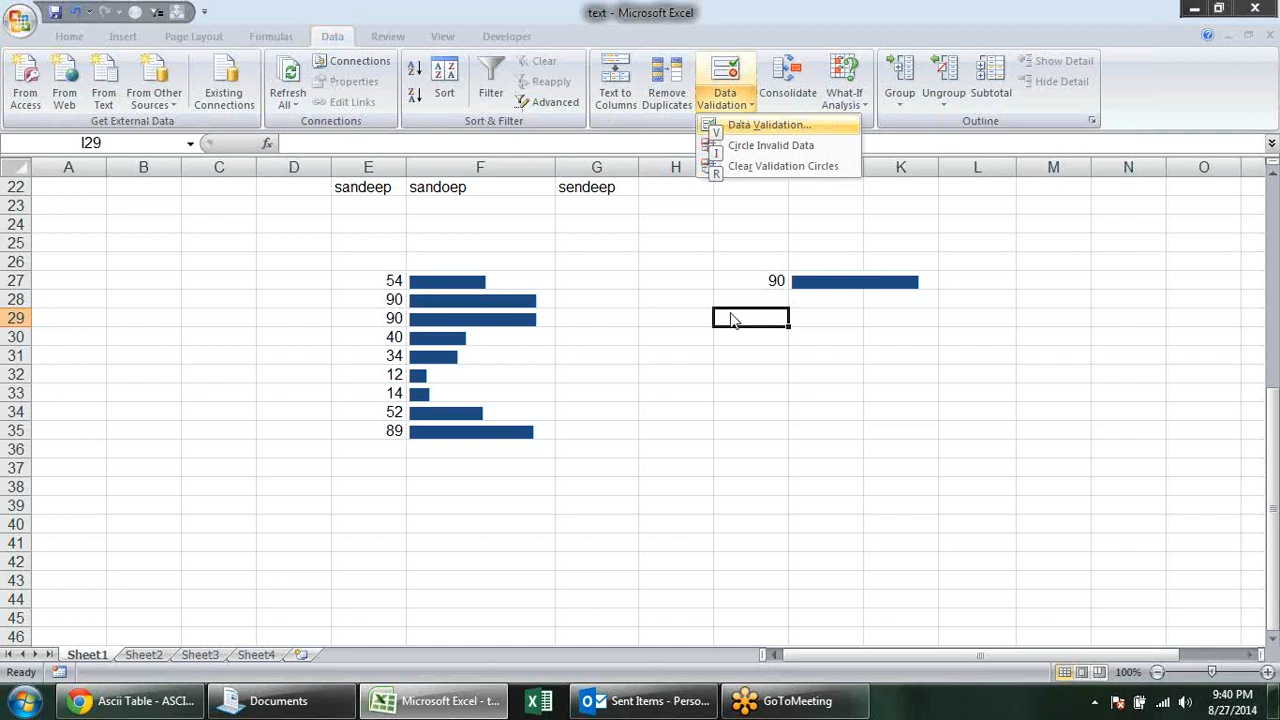 text - Microsoft Excel
Home Insert Page Layout Formulas Data Review View Developer
From Access
From Web
From Text
From Other Sources
Existing Connections
Get External Data
Refresh All
Connections
Properties
Edit Links
Connections
Sort
Filter
Clear
Reapply
Advanced
Sort & Filter
Text to Columns
Remove Duplicates
Data Validation
Consolidate
What-If Analysis
Group
Ungroup
Subtotal
Show Detail
Hide Detail
Outline
V Data Validation...
I Circle Invalid Data
R Clear Validation Circles
I29 fx
A B C D E F G H K L M N O
22 sandeep sandoep sendeep
23
24
25
26
27 54 90
28 90
29 90
30 40
31 34
32 12
33 14
34 52
35 89
36
37
38
39
40
41
42
43
44
45
46
Sheet1 Sheet2 Sheet3 Sheet4
Ready 100%
Ascii Table - ASCI... Documents Microsoft Excel - t... Sent Items - Perso... GoToMeeting
9:40 PM
8/27/2014